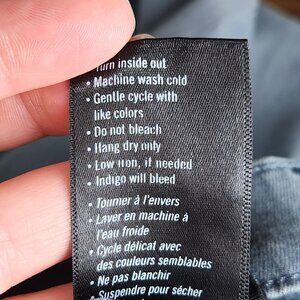 Turn inside out
• Machine wash cold
• Gentle cycle with
like colors
• Do not bleach
• Hang dry only
• Low iron, if needed
• Indigo will bleed
• Tourner à l'envers
• Laver en machine à
l'eau froide
• Cycle délicat avec
des couleurs semblables
• Ne pas blanchir
• Suspendre pour sécher